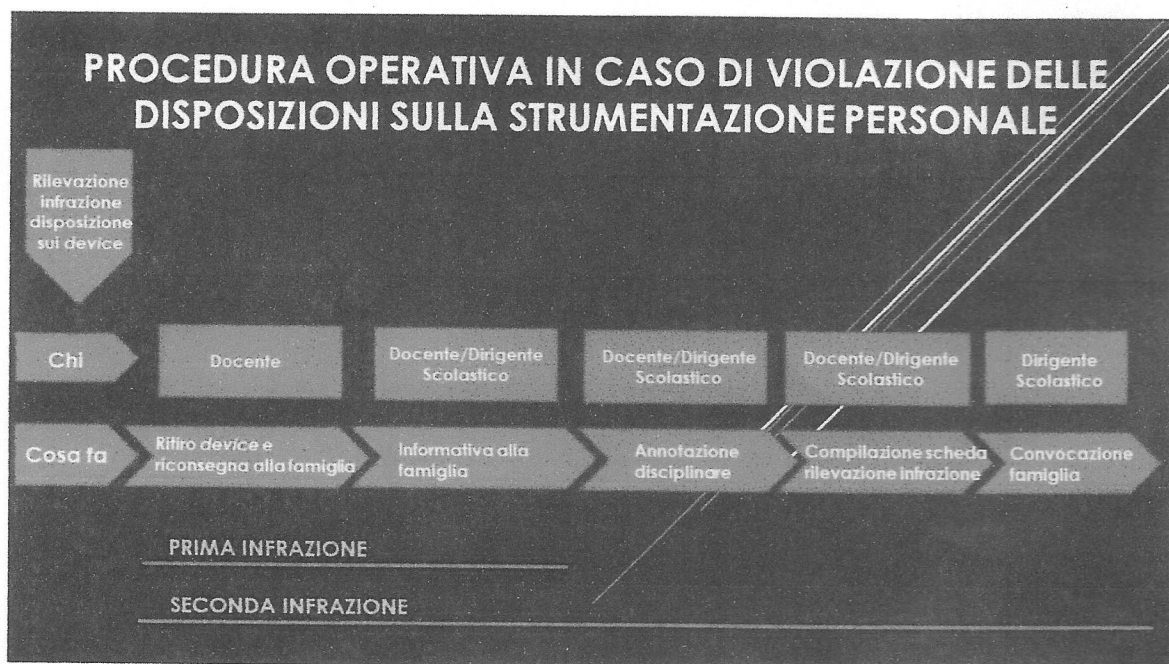 PROCEDURA OPERATIVA IN CASO DI VIOLAZIONE DELLE
DISPOSIZIONI SULLA STRUMENTAZIONE PERSONALE
Rilevazione
infrazione
disposizione
sui device
Chi
Docente
Docente/Dirigente
Scolastico
Docente/Dirigente
Scolastico
Docente/Dirigente
Scolastico
Dirigente
Scolastico
Cosa fa
Ritiro device e
riconsegna alla famiglia
Informativa alla
famiglia
Annotazione
disciplinare
Compilazione scheda
rilevazione infrazione
Convocazione
famiglia
PRIMA INFRAZIONE
SECONDA INFRAZIONE